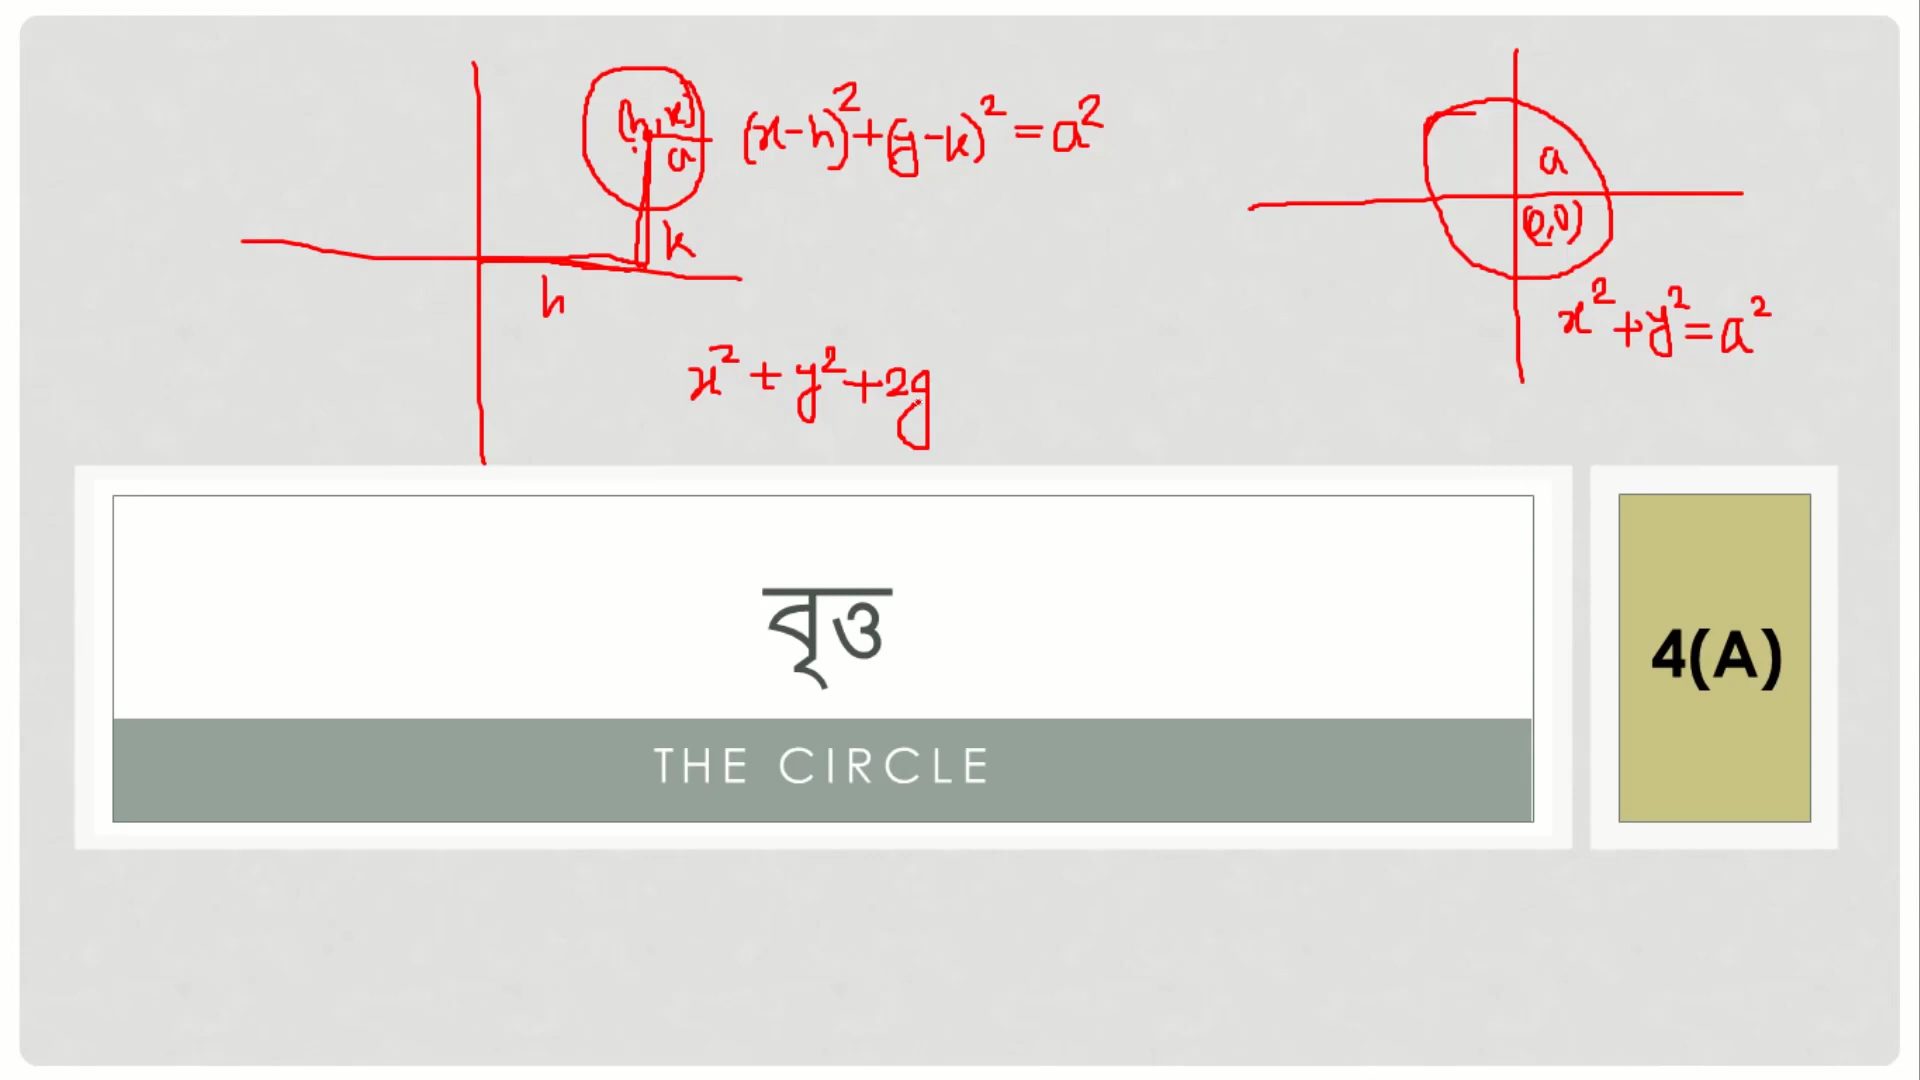 (h, k)
a
(x-h)²+(y-k)² = a²
k
h
a
(0,0)
x²+y²=a²
x² + y²+2g
বৃত্ত
THE CIRCLE
4(A)